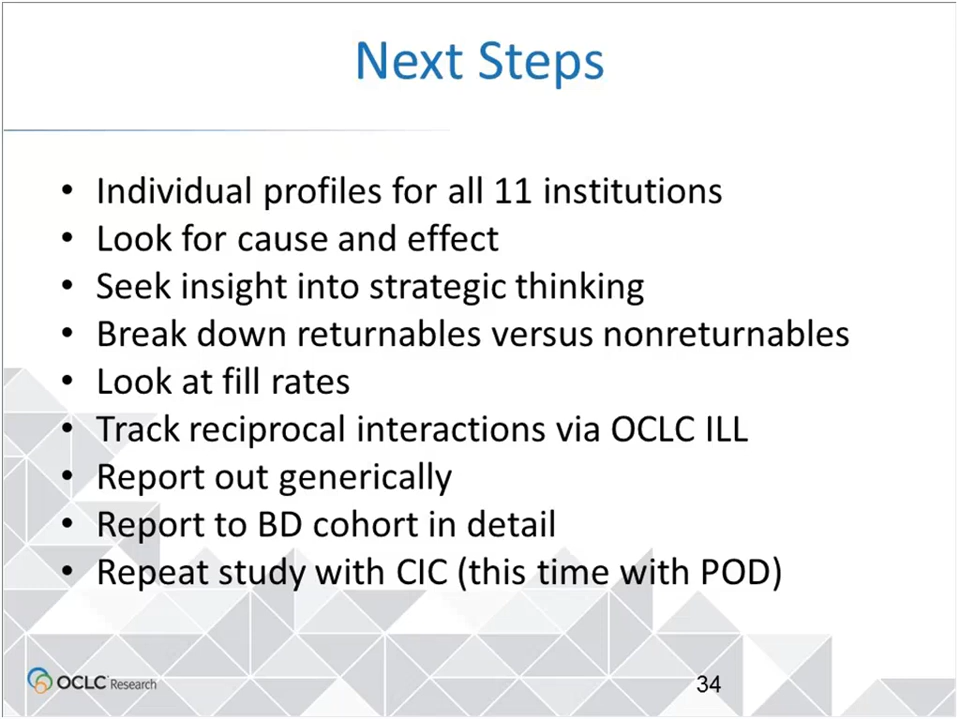 Next Steps
• Individual profiles for all 11 institutions
• Look for cause and effect
• Seek insight into strategic thinking
• Break down returnables versus nonreturnables
• Look at fill rates
• Track reciprocal interactions via OCLC ILL
• Report out generically
• Report to BD cohort in detail
• Repeat study with CIC (this time with POD)
OCLC Research
34